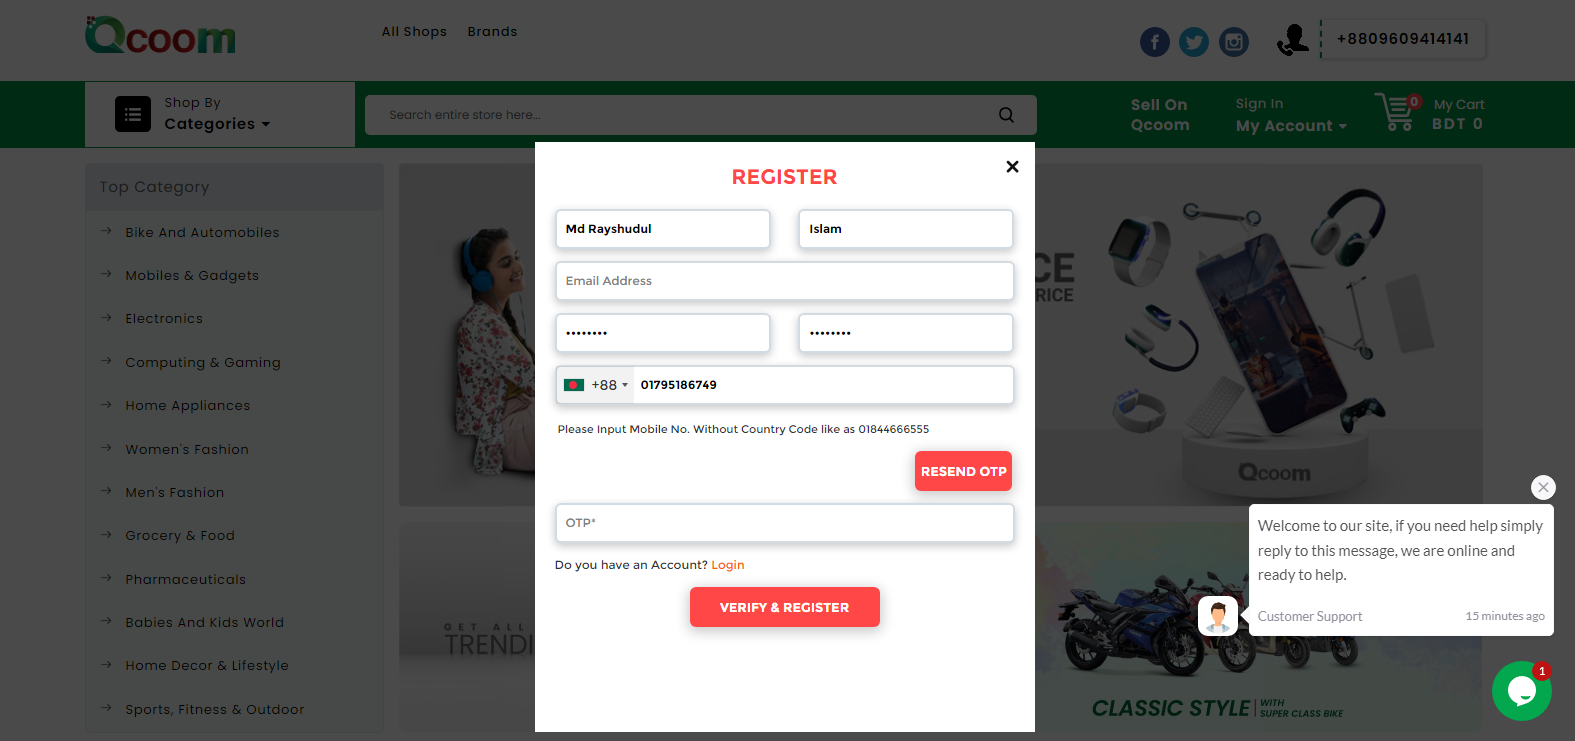 Qcoom
All Shops
Brands
+8809609414141
Shop By
Categories
Search entire store here...
Sell On
Qcoom
Sign In
My Account
0
My Cart
BDT 0
Top Category
Bike And Automobiles
Mobiles & Gadgets
Electronics
Computing & Gaming
Home Appliances
Women's Fashion
Men's Fashion
Grocery & Food
Pharmaceuticals
Babies And Kids World
Home Decor & Lifestyle
Sports, Fitness & Outdoor
REGISTER
Md Rayshudul
Islam
Email Address
••••••••
••••••••
+88
01795186749
Please Input Mobile No. Without Country Code like as 01844666555
RESEND OTP
OTP*
Do you have an Account? Login
VERIFY & REGISTER
Qcoom
GET ALL
Welcome to our site, if you need help simply
reply to this message, we are online and
ready to help.
Customer Support
15 minutes ago
CLASSIC STYLE
WITH
SUPER CLASS BIKE
1